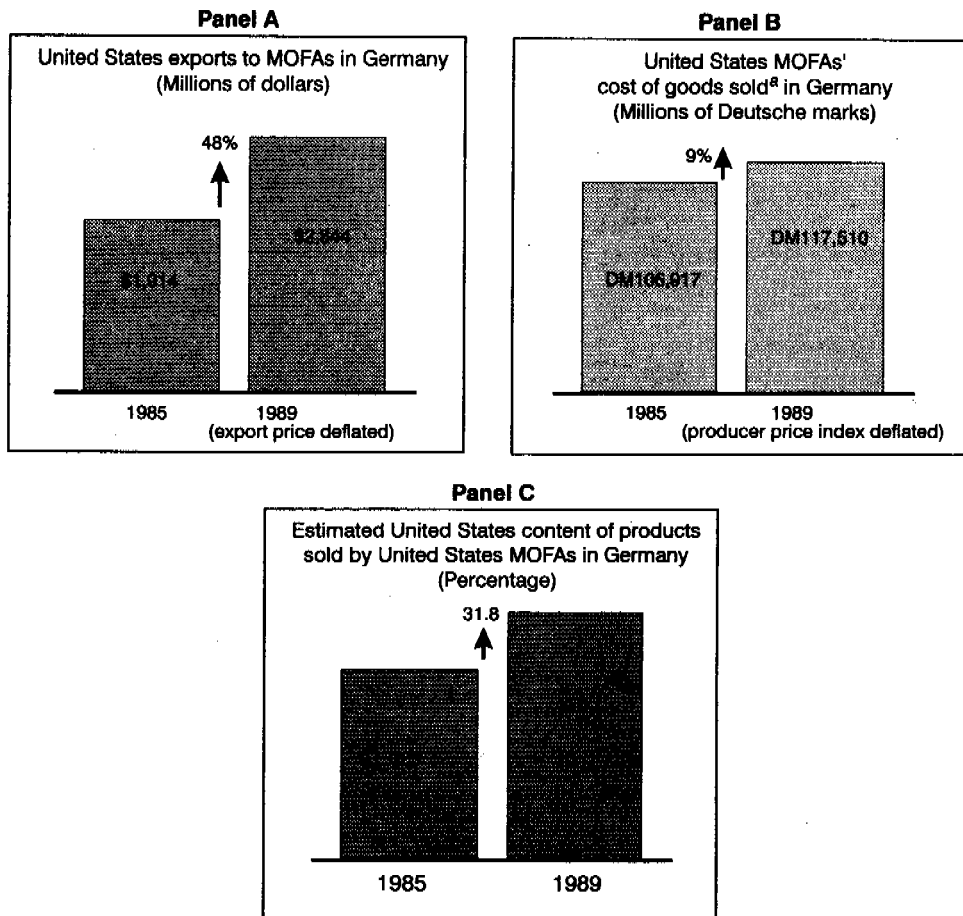 Panel A
United States exports to MOFAs in Germany
(Millions of dollars)
48%
$1,914
1985
1989
(export price deflated)
Panel B
United States MOFAs'
cost of goods soldª in Germany
(Millions of Deutsche marks)
9%
DM117,510
DM106,917
1985
1989
(producer price index deflated)
Panel C
Estimated United States content of products
sold by United States MOFAs in Germany
(Percentage)
31.8
1985
1989